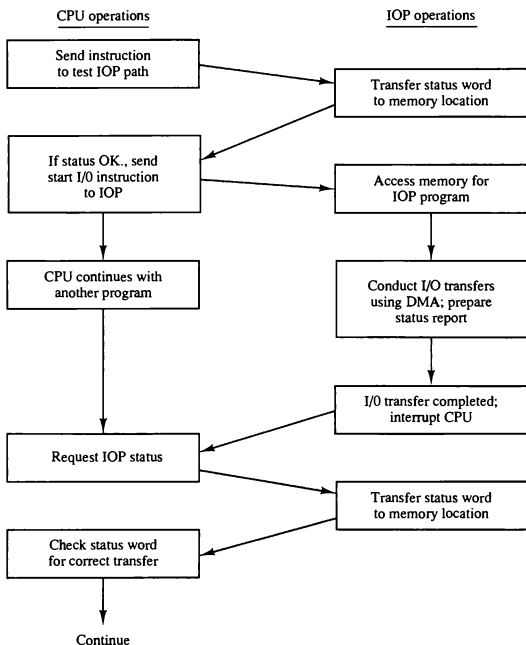 CPU operations
IOP operations
Send instruction
to test IOP path
Transfer status word
to memory location
If status OK., send
start I/0 instruction
to IOP
Access memory for
IOP program
CPU continues with
another program
Conduct I/O transfers
using DMA; prepare
status report
I/0 transfer completed;
interrupt CPU
Request IOP status
Transfer status word
to memory location
Check status word
for correct transfer
Continue